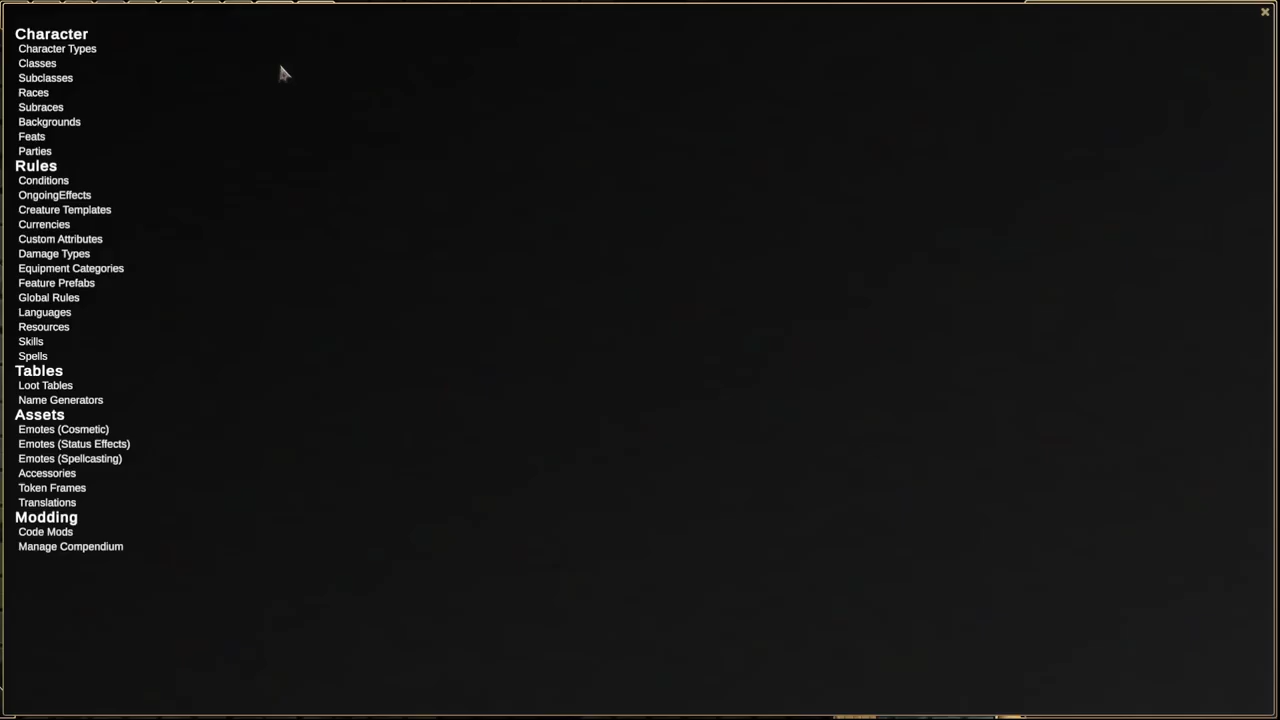 Character
Character Types
Classes
Subclasses
Races
Subraces
Backgrounds
Feats
Parties
Rules
Conditions
OngoingEffects
Creature Templates
Currencies
Custom Attributes
Damage Types
Equipment Categories
Feature Prefabs
Global Rules
Languages
Resources
Skills
Spells
Tables
Loot Tables
Name Generators
Assets
Emotes (Cosmetic)
Emotes (Status Effects)
Emotes (Spellcasting)
Accessories
Token Frames
Translations
Modding
Code Mods
Manage Compendium